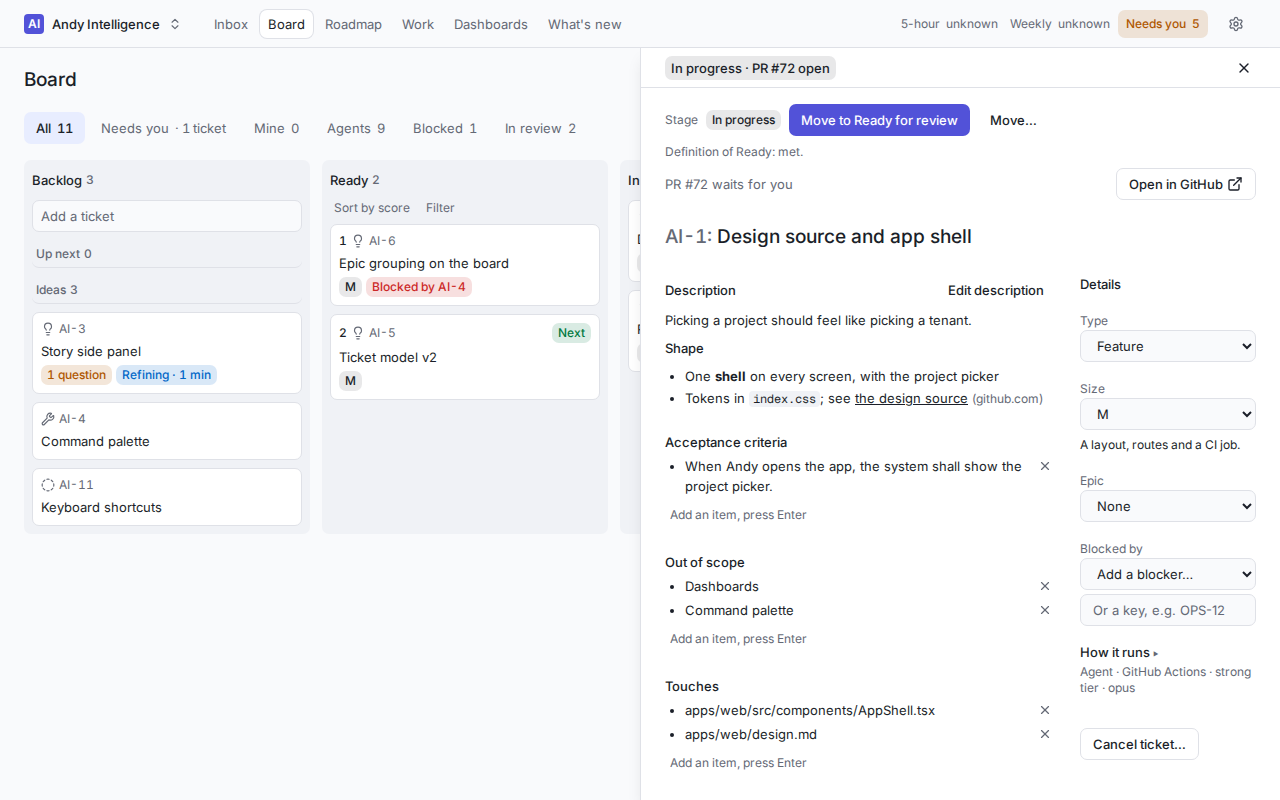 AI Andy Intelligence Inbox Board Roadmap Work Dashboards What's new 5-hour unknown Weekly unknown Needs you 5
Board
All 11 Needs you · 1 ticket Mine 0 Agents 9 Blocked 1 In review 2
Backlog 3
Add a ticket
Up next 0
Ideas 3
AI-3
Story side panel
1 question Refining · 1 min
AI-4
Command palette
AI-11
Keyboard shortcuts
Ready 2
Sort by score Filter
1 AI-6
Epic grouping on the board
M Blocked by AI-4
2 AI-5 Next
Ticket model v2
M
In
In progress · PR #72 open
Stage In progress Move to Ready for review Move...
Definition of Ready: met.
PR #72 waits for you Open in GitHub
AI-1: Design source and app shell
Description Edit description
Picking a project should feel like picking a tenant.
Shape
• One shell on every screen, with the project picker
• Tokens in index.css; see the design source (github.com)
Acceptance criteria
• When Andy opens the app, the system shall show the
project picker.
Add an item, press Enter
Out of scope
• Dashboards
• Command palette
Add an item, press Enter
Touches
• apps/web/src/components/AppShell.tsx
• apps/web/design.md
Add an item, press Enter
Details
Type
Feature
Size
M
A layout, routes and a CI job.
Epic
None
Blocked by
Add a blocker...
Or a key, e.g. OPS-12
How it runs ▸
Agent · GitHub Actions · strong
tier · opus
Cancel ticket...